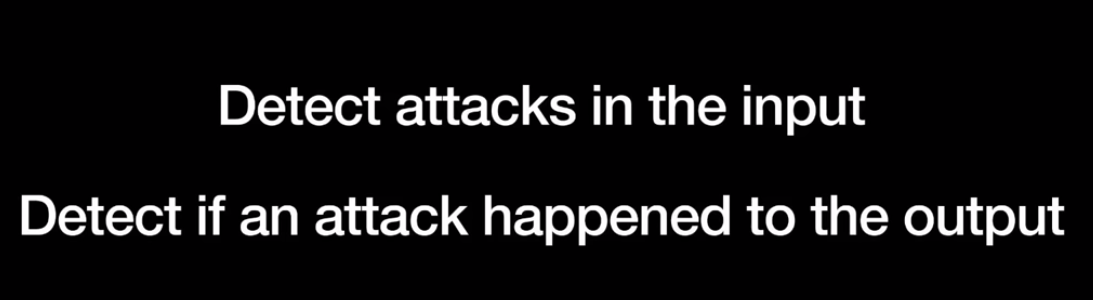 Detect attacks in the input
Detect if an attack happened to the output